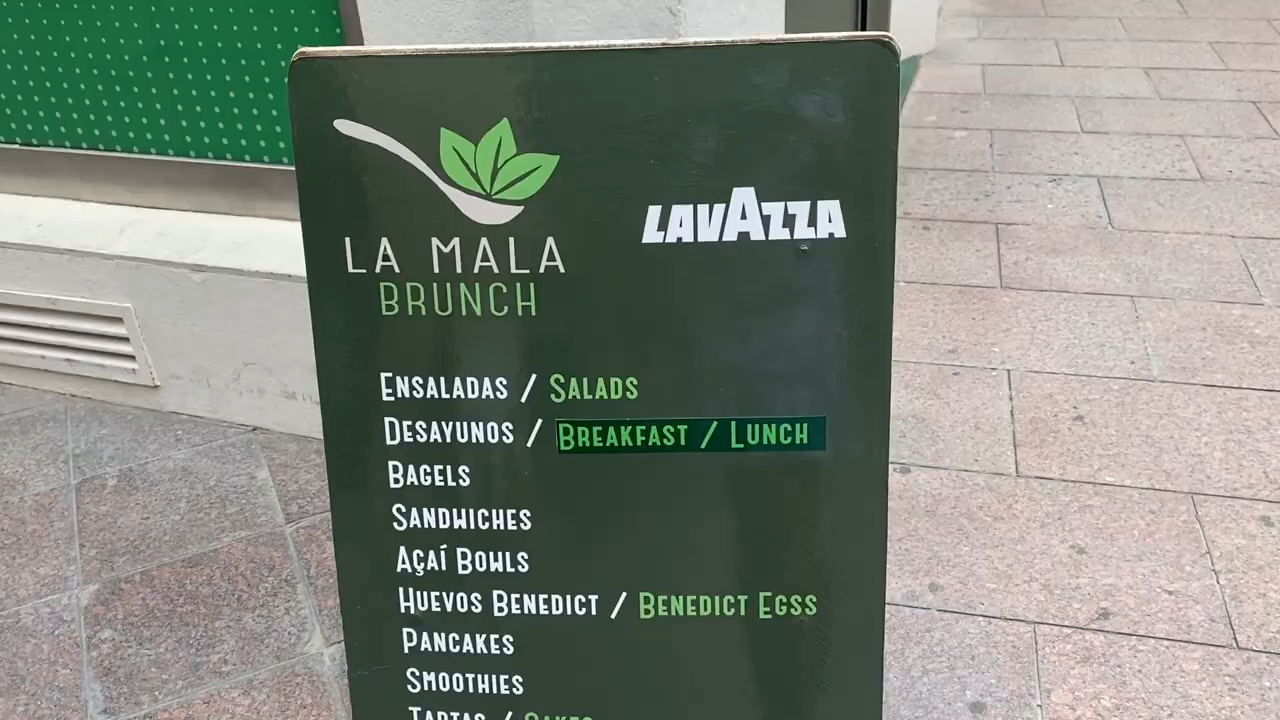 LA MALA
BRUNCH
LAVAZZA
ENSALADAS / SALADS
DESAYUNOS / BREAKFAST / LUNCH
BAGELS
SANDWICHES
AÇAÍ BOWLS
HUEVOS BENEDICT / BENEDICT EGSS
PANCAKES
SMOOTHIES
TARTAS / CAKES